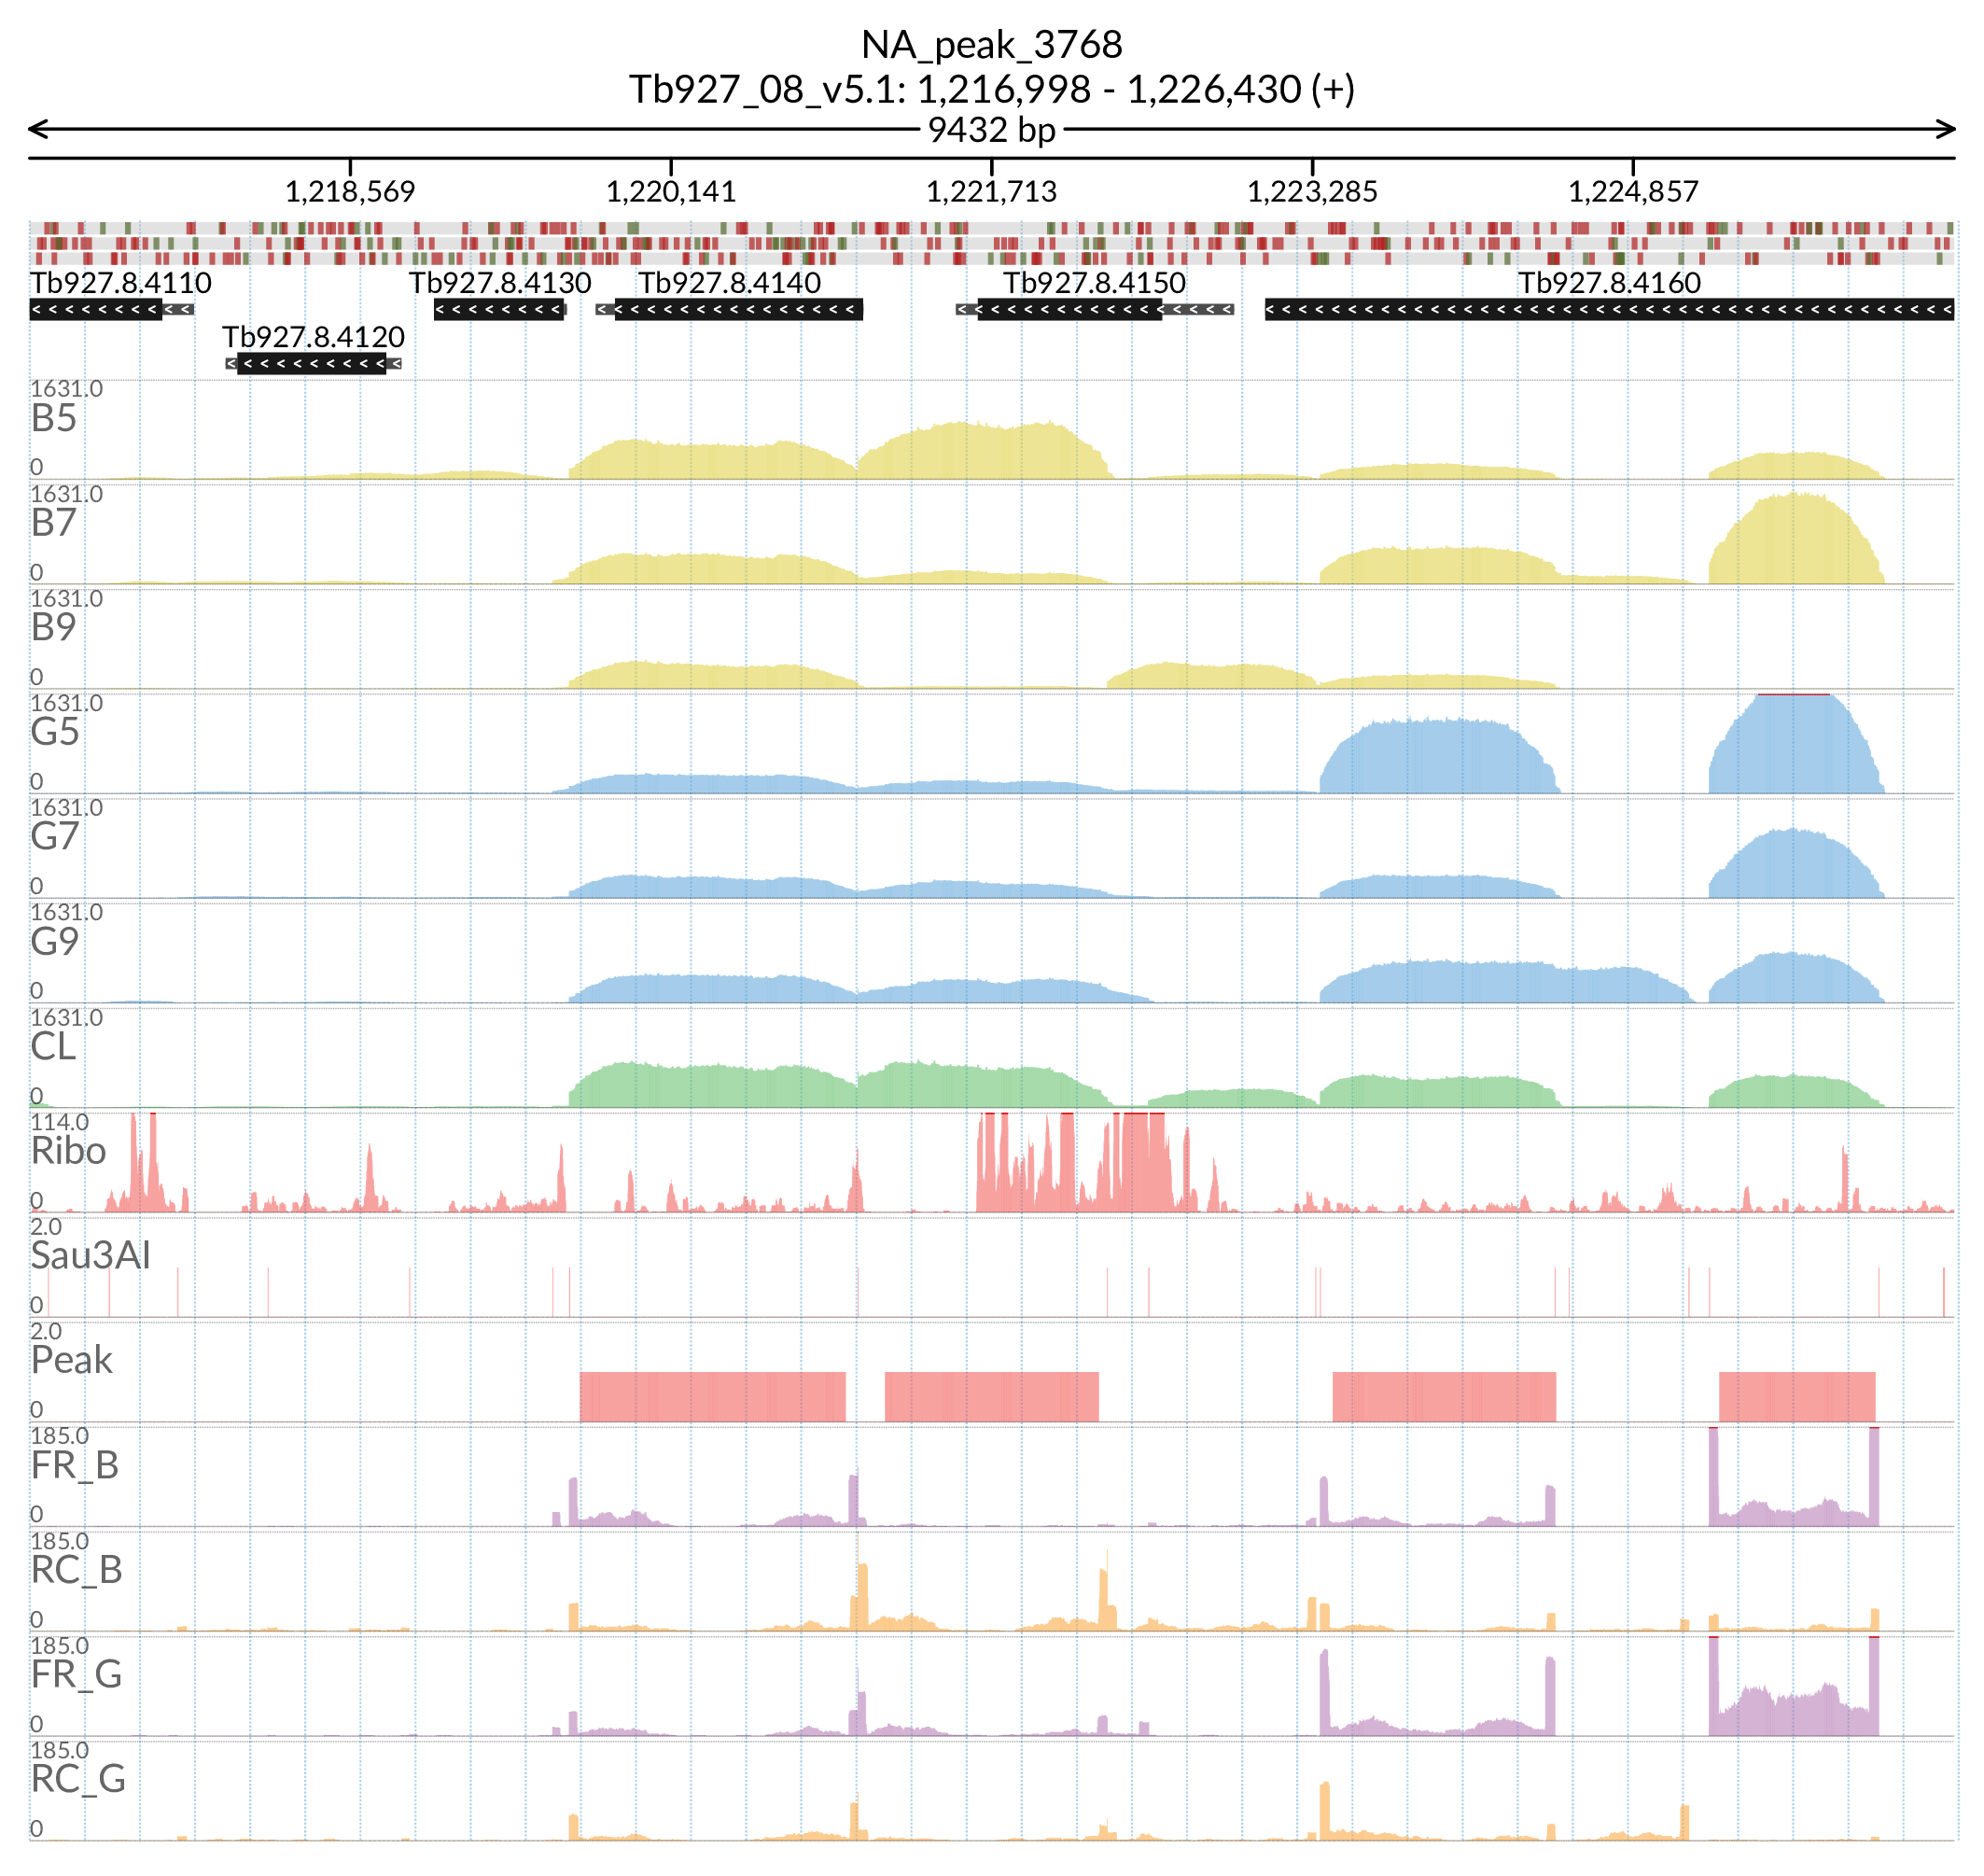 NA_peak_3768
Tb927_08_v5.1: 1,216,998 - 1,226,430 (+)
9432 bp
1,218,569 1,220,141 1,221,713 1,223,285 1,224,857
Tb927.8.4110 Tb927.8.4130 Tb927.8.4140 Tb927.8.4150 Tb927.8.4160
Tb927.8.4120
1631.0
B5
0
1631.0
B7
0
1631.0
B9
0
1631.0
G5
0
1631.0
G7
0
1631.0
G9
0
1631.0
CL
0
114.0
Ribo
0
2.0
Sau3AI
0
2.0
Peak
0
185.0
FR_B
0
185.0
RC_B
0
185.0
FR_G
0
185.0
RC_G
0